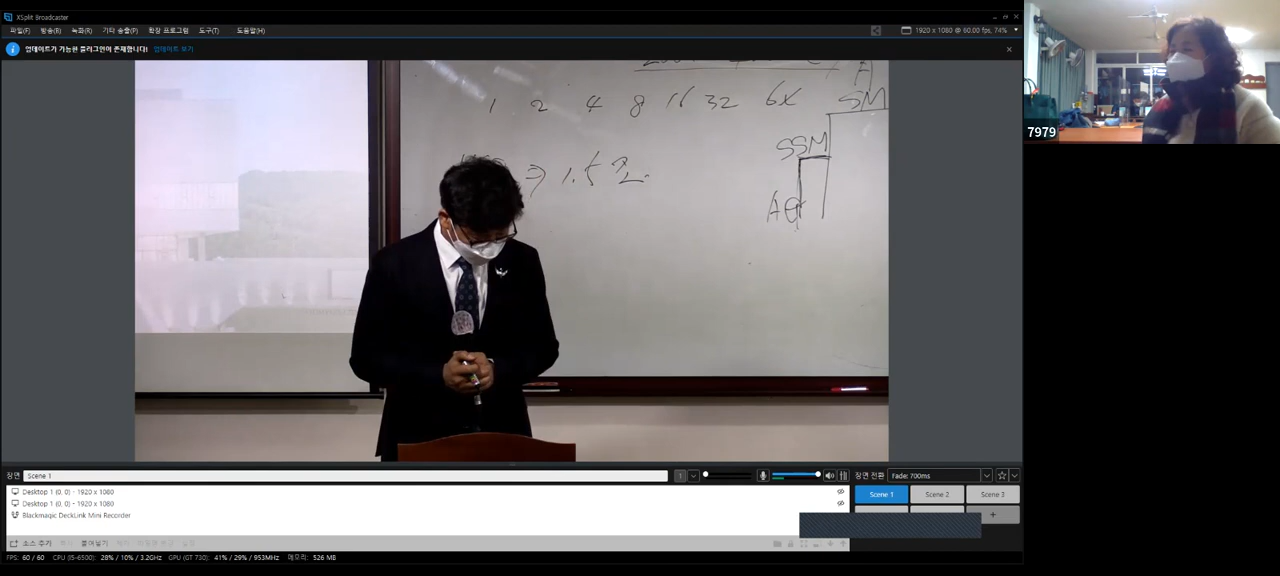 XSplit Broadcaster
파일(F) 방송(B) 녹화(R) 기타 송출(P) 확장 프로그램 도구(T) 도움말(H)
1920 x 1080 @ 60.00 fps, 74%
업데이트가 가능한 플러그인이 존재합니다! 업데이트 보기
1 2 4 8 16 32 6x SM
SSM
⇒ 1.5
7979
장면 Scene 1
장면 전환 Fade: 700ms
Desktop 1 (0, 0) - 1920 x 1080
Desktop 1 (0, 0) - 1920 x 1080
Blackmagic DeckLink Mini Recorder
Scene 1 Scene 2 Scene 3
소스 추가 붙여넣기
FPS: 60 / 60 CPU (i5-6500): 28% / 10% / 3.2GHz GPU (GT 730): 41% / 29% / 953MHz 메모리: 526 MB